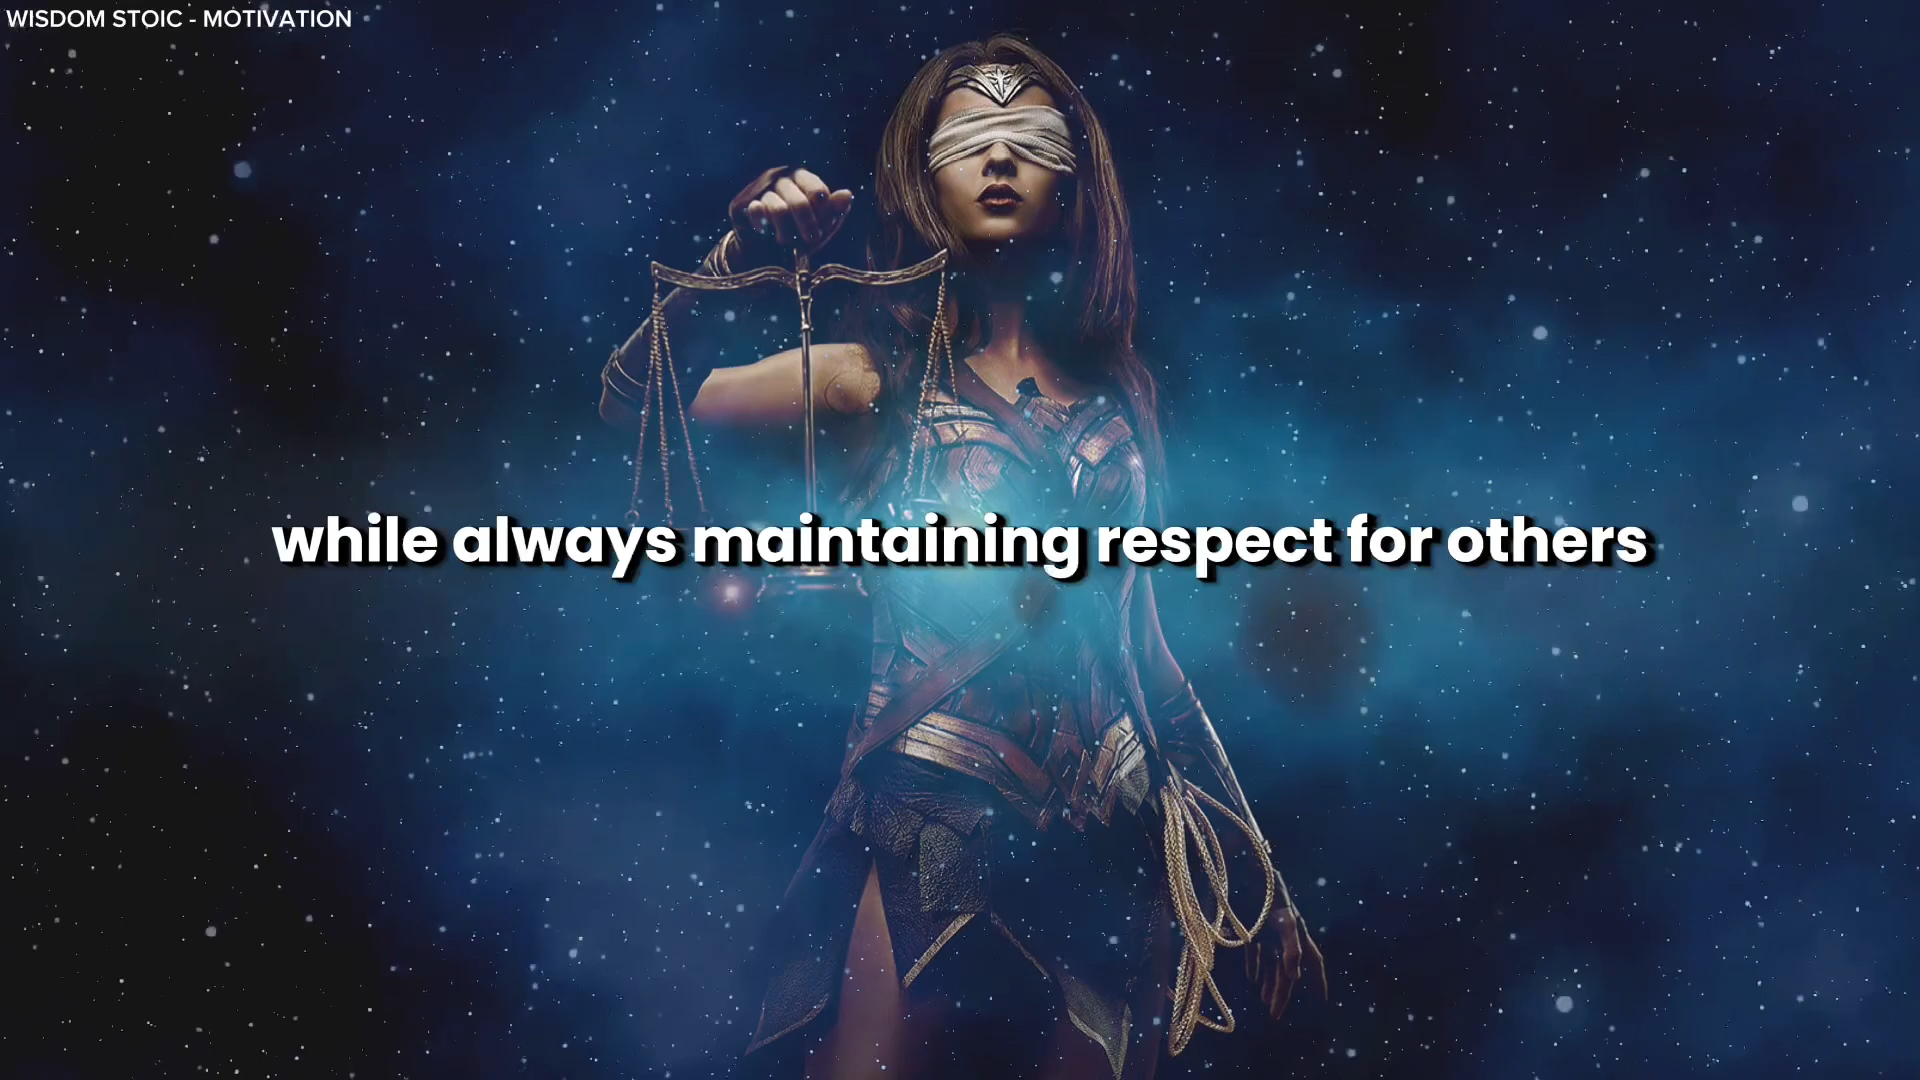 WISDOM STOIC - MOTIVATION
while always maintaining respect for others